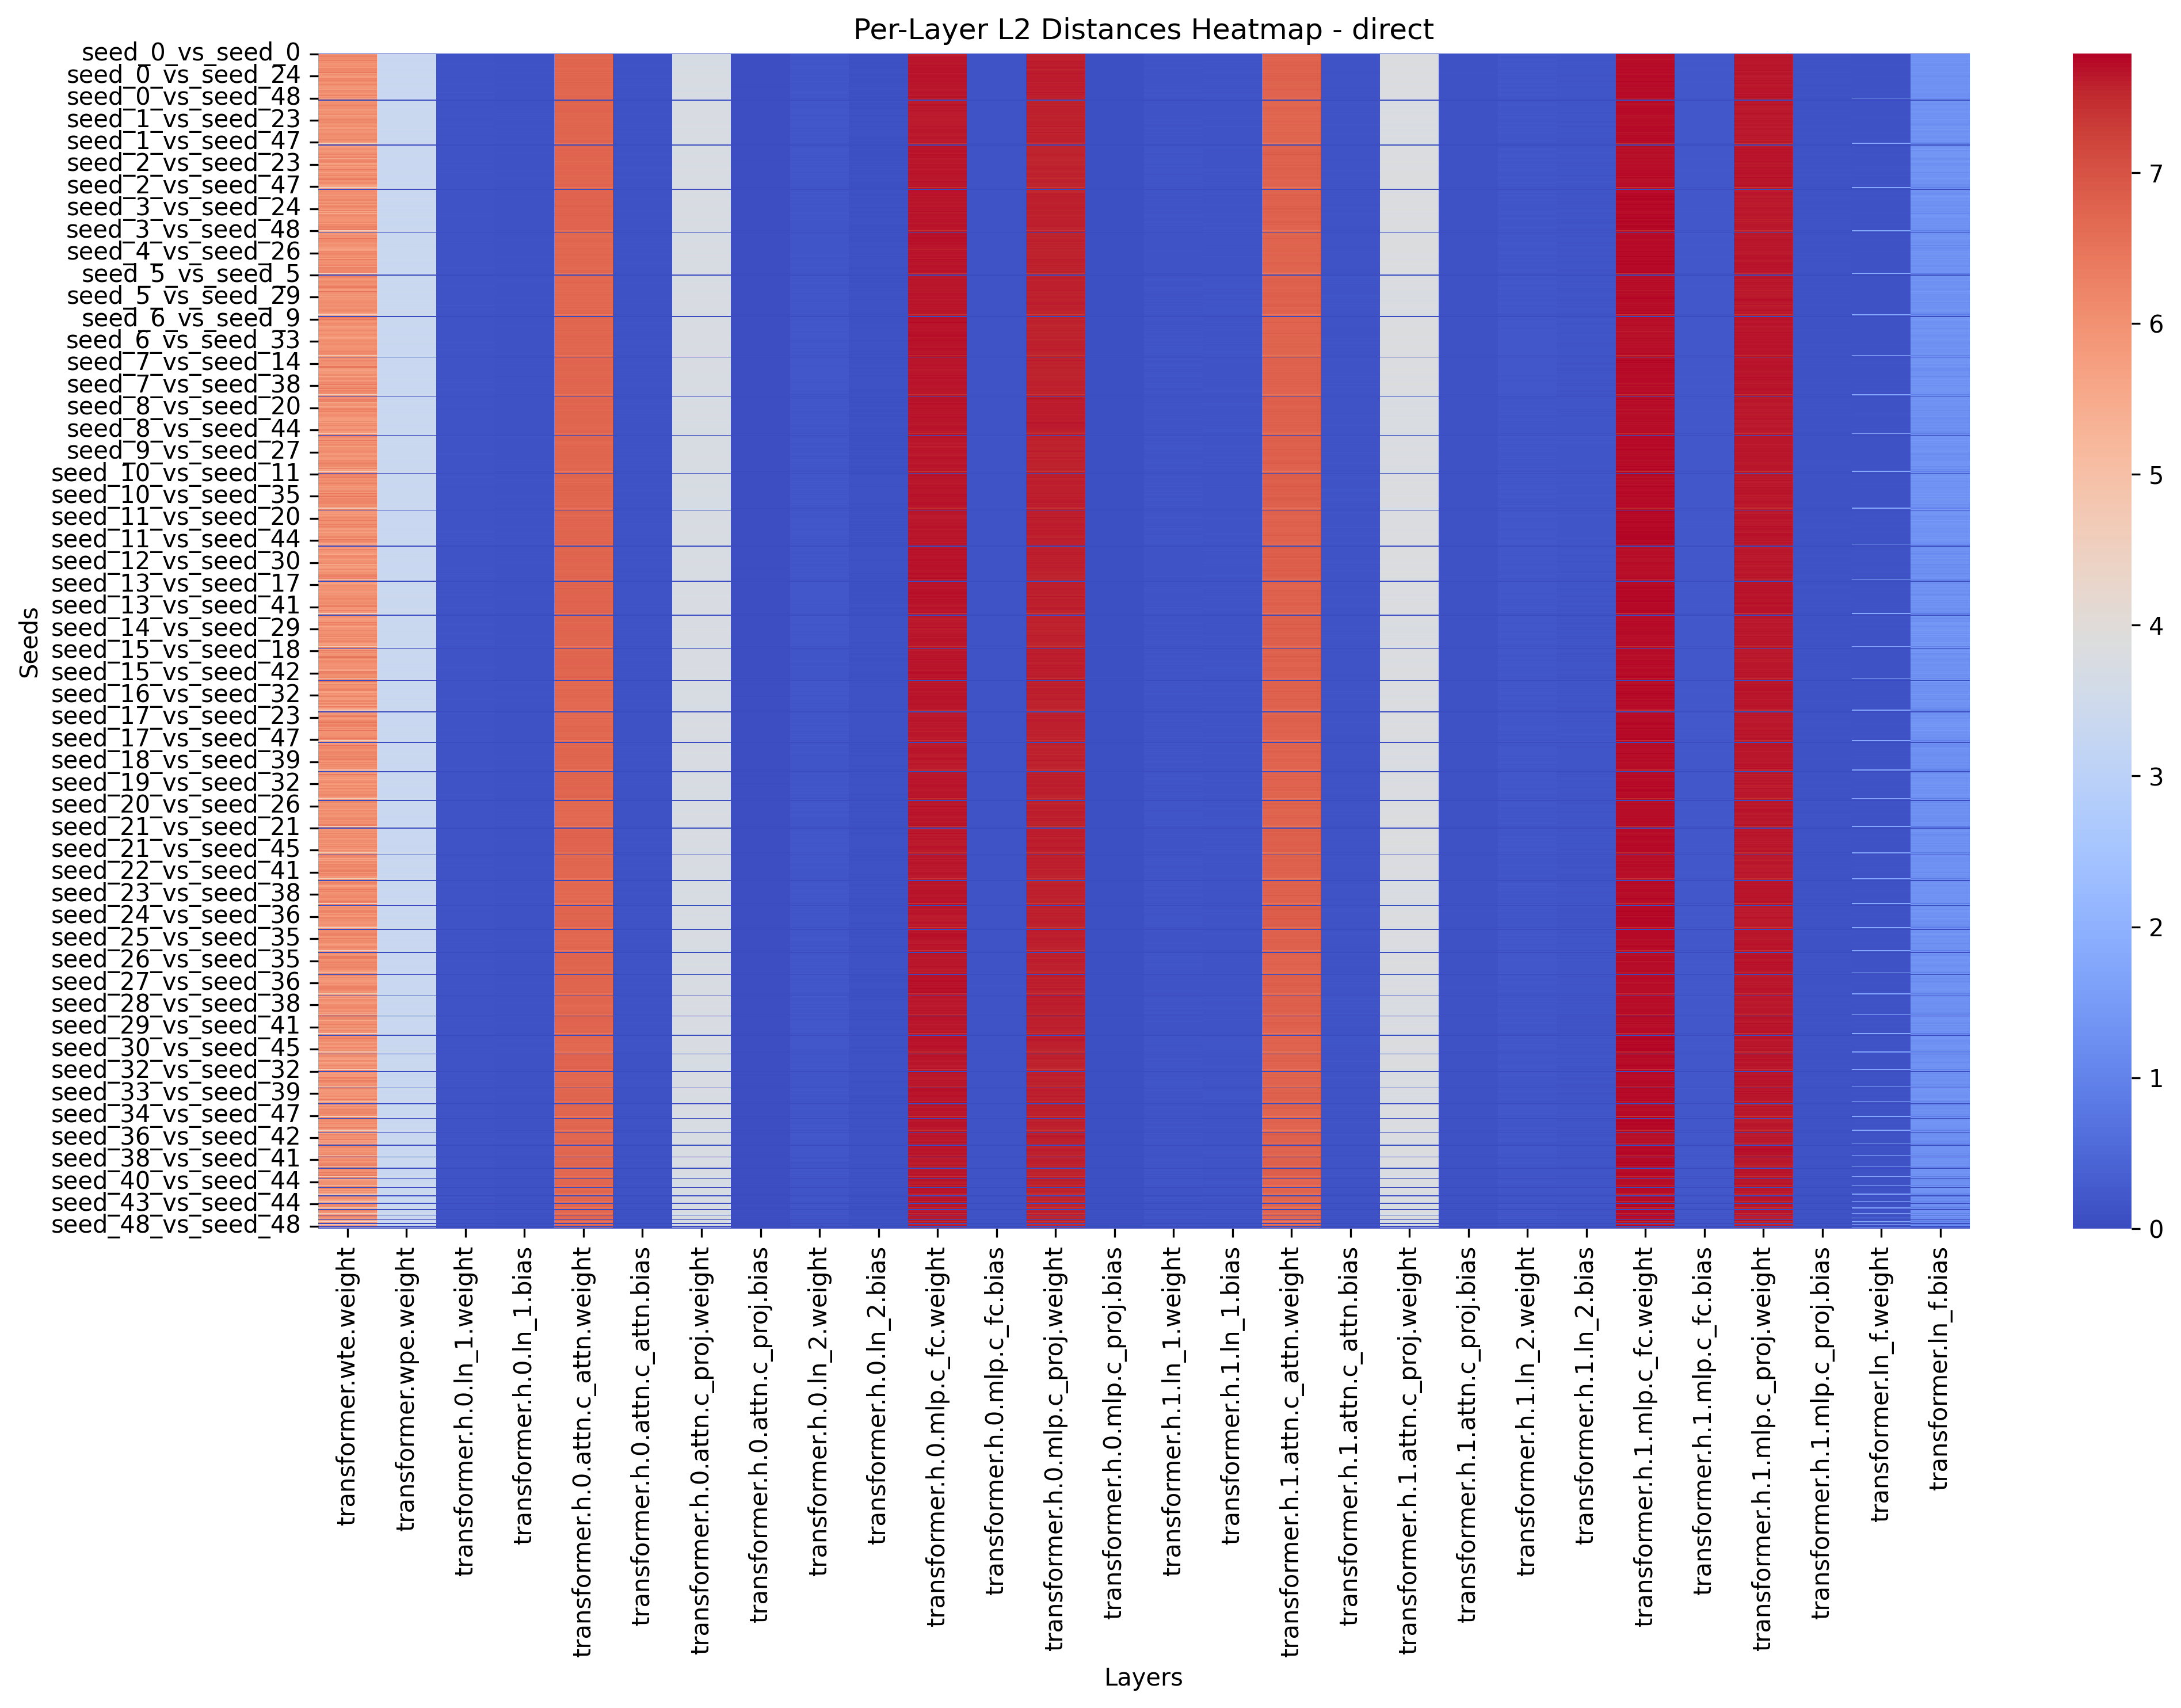 Per-Layer L2 Distances Heatmap - direct
seed_0_vs_seed_0
seed_0_vs_seed_24
seed_0_vs_seed_48
seed_1_vs_seed_23
seed_1_vs_seed_47
seed_2_vs_seed_23
seed_2_vs_seed_47
seed_3_vs_seed_24
seed_3_vs_seed_48
seed_4_vs_seed_26
seed_5_vs_seed_5
seed_5_vs_seed_29
seed_6_vs_seed_9
seed_6_vs_seed_33
seed_7_vs_seed_14
seed_7_vs_seed_38
seed_8_vs_seed_20
seed_8_vs_seed_44
seed_9_vs_seed_27
seed_10_vs_seed_11
seed_10_vs_seed_35
seed_11_vs_seed_20
seed_11_vs_seed_44
seed_12_vs_seed_30
seed_13_vs_seed_17
seed_13_vs_seed_41
seed_14_vs_seed_29
seed_15_vs_seed_18
seed_15_vs_seed_42
seed_16_vs_seed_32
seed_17_vs_seed_23
seed_17_vs_seed_47
seed_18_vs_seed_39
seed_19_vs_seed_32
seed_20_vs_seed_26
seed_21_vs_seed_21
seed_21_vs_seed_45
seed_22_vs_seed_41
seed_23_vs_seed_38
seed_24_vs_seed_36
seed_25_vs_seed_35
seed_26_vs_seed_35
seed_27_vs_seed_36
seed_28_vs_seed_38
seed_29_vs_seed_41
seed_30_vs_seed_45
seed_32_vs_seed_32
seed_33_vs_seed_39
seed_34_vs_seed_47
seed_36_vs_seed_42
seed_38_vs_seed_41
seed_40_vs_seed_44
seed_43_vs_seed_44
seed_48_vs_seed_48
Seeds
transformer.wte.weight
transformer.wpe.weight
transformer.h.0.ln_1.weight
transformer.h.0.ln_1.bias
transformer.h.0.attn.c_attn.weight
transformer.h.0.attn.c_attn.bias
transformer.h.0.attn.c_proj.weight
transformer.h.0.attn.c_proj.bias
transformer.h.0.ln_2.weight
transformer.h.0.ln_2.bias
transformer.h.0.mlp.c_fc.weight
transformer.h.0.mlp.c_fc.bias
transformer.h.0.mlp.c_proj.weight
transformer.h.0.mlp.c_proj.bias
transformer.h.1.ln_1.weight
transformer.h.1.ln_1.bias
transformer.h.1.attn.c_attn.weight
transformer.h.1.attn.c_attn.bias
transformer.h.1.attn.c_proj.weight
transformer.h.1.attn.c_proj.bias
transformer.h.1.ln_2.weight
transformer.h.1.ln_2.bias
transformer.h.1.mlp.c_fc.weight
transformer.h.1.mlp.c_fc.bias
transformer.h.1.mlp.c_proj.weight
transformer.h.1.mlp.c_proj.bias
transformer.ln_f.weight
transformer.ln_f.bias
Layers
7
6
5
4
3
2
1
0